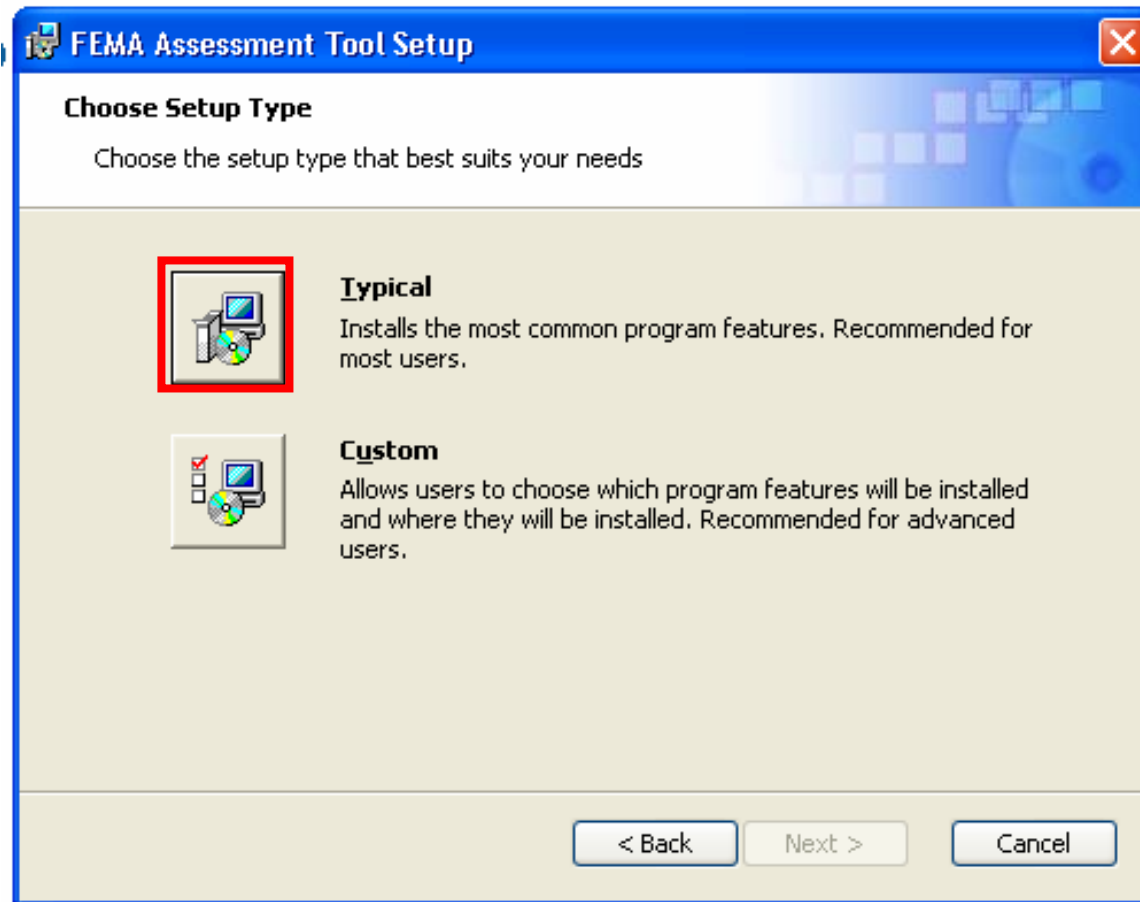 FEMA Assessment Tool Setup
Choose Setup Type
Choose the setup type that best suits your needs
Typical
Installs the most common program features. Recommended for
most users.
Custom
Allows users to choose which program features will be installed
and where they will be installed. Recommended for advanced
users.
< Back
Next >
Cancel